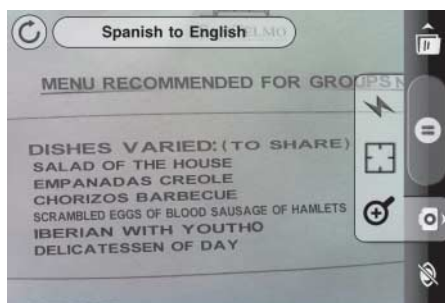 Spanish to English
ELMO
MENU RECOMMENDED FOR GROUPS N
DISHES VARIED: (TO SHARE)
SALAD OF THE HOUSE
EMPANADAS CREOLE
CHORIZOS BARBECUE
SCRAMBLED EGGS OF BLOOD SAUSAGE OF HAMLETS
IBERIAN WITH YOUTHO
DELICATESSEN OF DAY